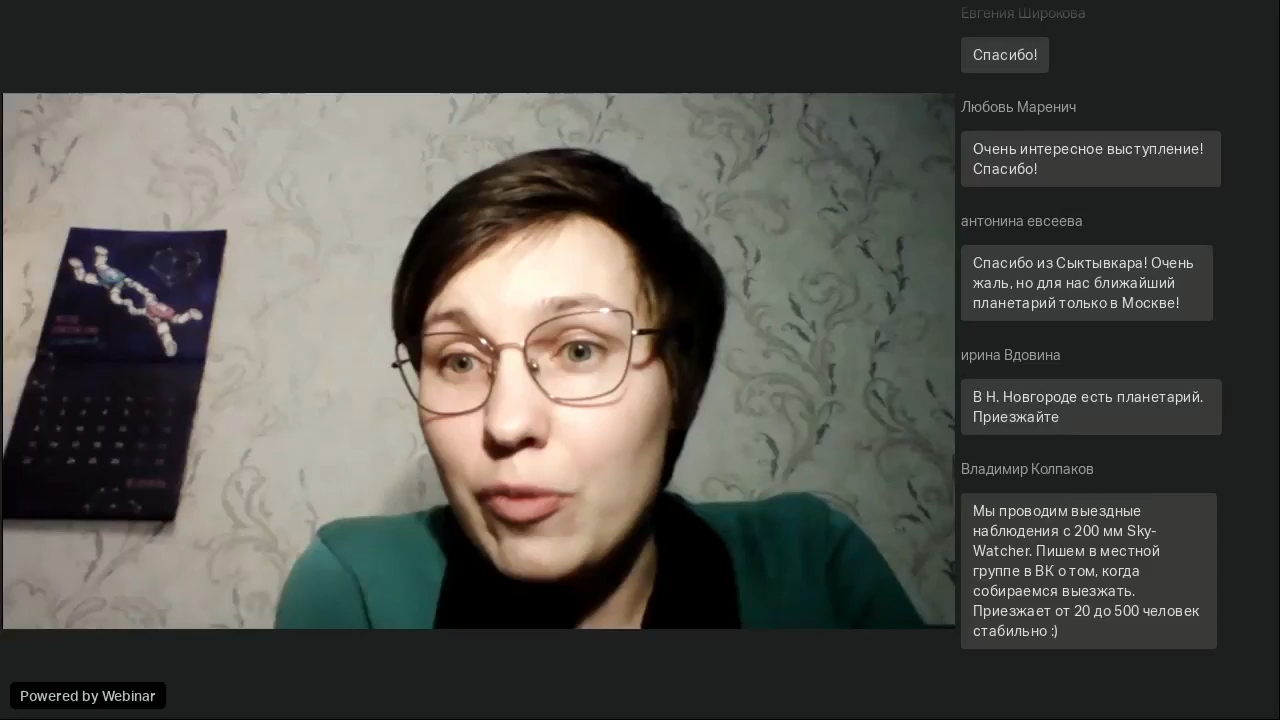 Евгения Широкова
Спасибо!
Любовь Маренич
Очень интересное выступление!
Спасибо!
антонина евсеева
Спасибо из Сыктывкара! Очень
жаль, но для нас ближайший
планетарий только в Москве!
ирина Вдовина
В Н. Новгороде есть планетарий.
Приезжайте
Владимир Колпаков
Мы проводим выездные
наблюдения с 200 мм Sky-
Watcher. Пишем в местной
группе в ВК о том, когда
собираемся выезжать.
Приезжает от 20 до 500 человек
стабильно :)
Powered by Webinar